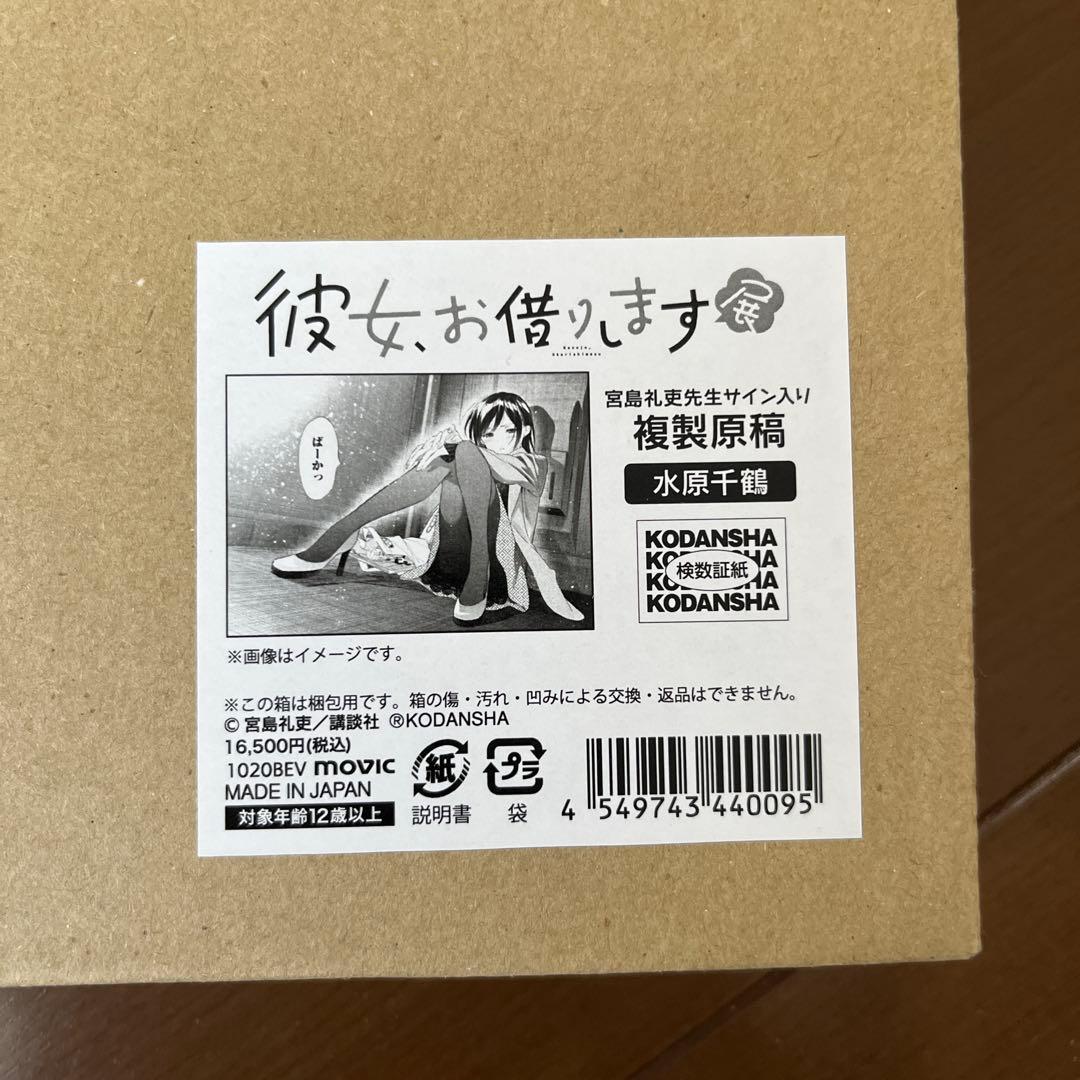 彼女、お借りします展
Kanojo,
Okarishimasu
ばーかっ
宮島礼吏先生サイン入り
複製原稿
水原千鶴
KODANSHA
KODANSHA
検数証紙
KODANSHA
KODANSHA
※画像はイメージです。
※この箱は梱包用です。箱の傷・汚れ・凹みによる交換・返品はできません。
© 宮島礼吏／講談社 ®KODANSHA
16,500円(税込)
1020BEV movic
MADE IN JAPAN
対象年齢12歳以上
紙
説明書
プラ
袋
4 549743 440095